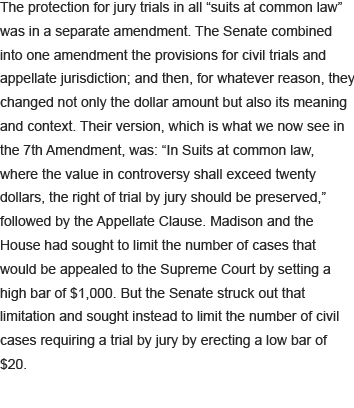 The protection for jury trials in all “suits at common law”
was in a separate amendment. The Senate combined
into one amendment the provisions for civil trials and
appellate jurisdiction; and then, for whatever reason, they
changed not only the dollar amount but also its meaning
and context. Their version, which is what we now see in
the 7th Amendment, was: “In Suits at common law,
where the value in controversy shall exceed twenty
dollars, the right of trial by jury should be preserved,”
followed by the Appellate Clause. Madison and the
House had sought to limit the number of cases that
would be appealed to the Supreme Court by setting a
high bar of $1,000. But the Senate struck out that
limitation and sought instead to limit the number of civil
cases requiring a trial by jury by erecting a low bar of
$20.